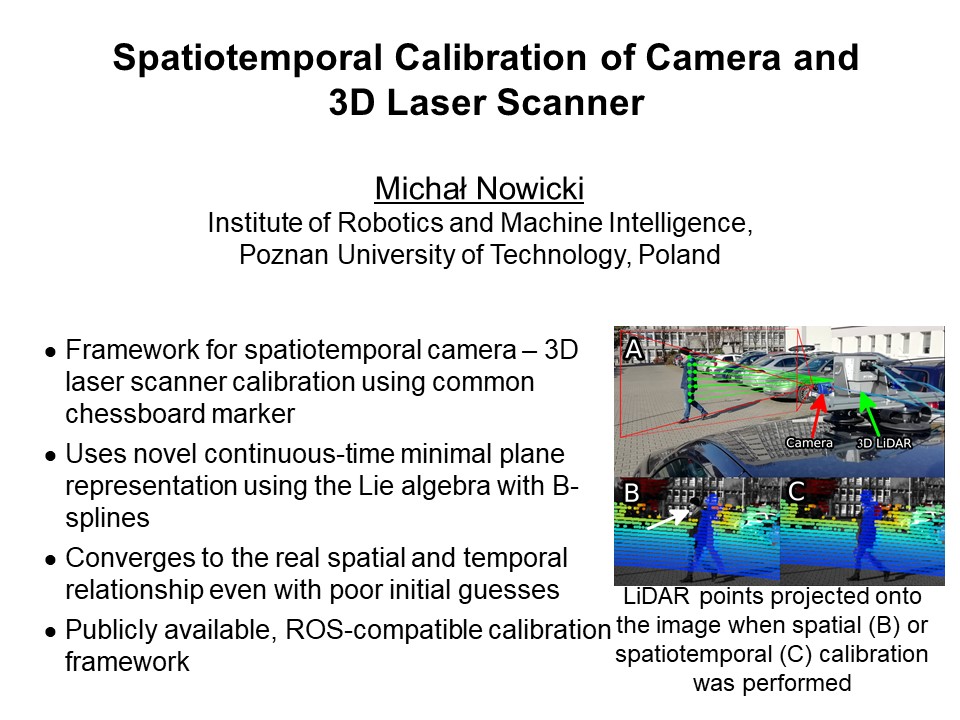 Spatiotemporal Calibration of Camera and
3D Laser Scanner
Michał Nowicki
Institute of Robotics and Machine Intelligence,
Poznan University of Technology, Poland
● Framework for spatiotemporal camera – 3D
laser scanner calibration using common
chessboard marker
● Uses novel continuous-time minimal plane
representation using the Lie algebra with B-
splines
● Converges to the real spatial and temporal
relationship even with poor initial guesses
● Publicly available, ROS-compatible calibration
framework
A
Camera
3D LiDAR
B
C
LiDAR points projected onto
the image when spatial (B) or
spatiotemporal (C) calibration
was performed